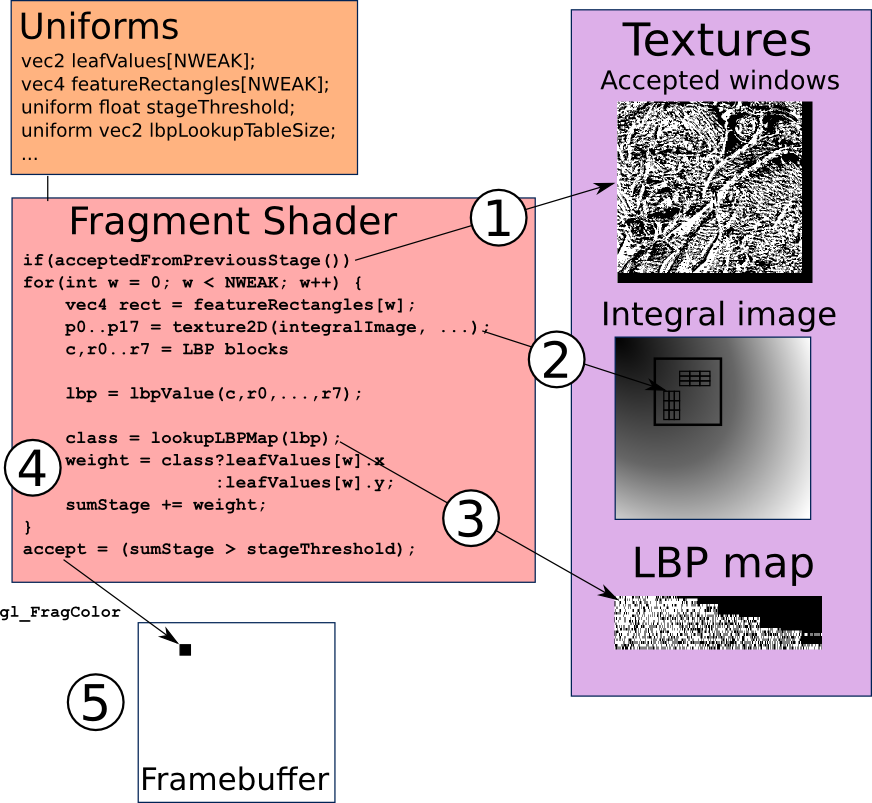 Uniforms
vec2 leafValues[NWEAK];
vec4 featureRectangles[NWEAK];
uniform float stageThreshold;
uniform vec2 lbpLookupTableSize;
...
Fragment Shader
if(acceptedFromPreviousStage())
for(int w = 0; w < NWEAK; w++) {
vec4 rect = featureRectangles[w];
p0..p17 = texture2D(integralImage, ...);
c,r0..r7 = LBP blocks
lbp = lbpValue(c,r0,...,r7);
class = lookupLBPMap(lbp);
weight = class?leafValues[w].x
:leafValues[w].y;
sumStage += weight;
}
accept = (sumStage > stageThreshold);
1
2
3
4
gl_FragColor
5
Framebuffer
Textures
Accepted windows
Integral image
LBP map